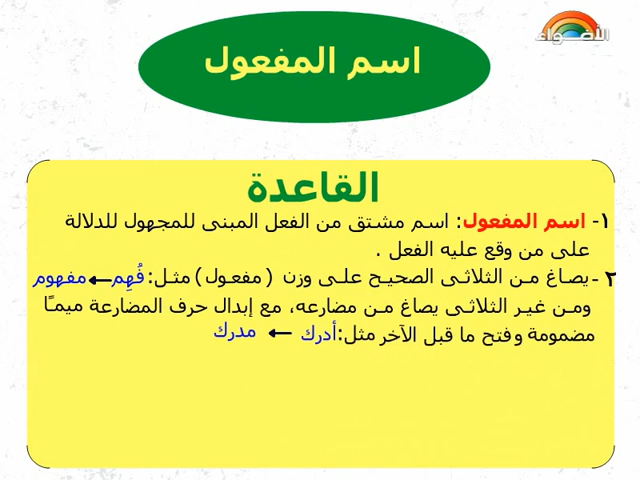 الأضواء
اسم المفعول
القاعدة
١- اسم المفعول: اسم مشتق من الفعل المبنى للمجهول للدلالة
على من وقع عليه الفعل .
٢- يصاغ من الثلاثى الصحيح على وزن ( مفعول ) مثل: فُهِم ← مفهوم
ومن غير الثلاثى يصاغ من مضارعه، مع إبدال حرف المضارعة ميمًا
مضمومة وفتح ما قبل الآخر مثل: أدرك ← مدرك